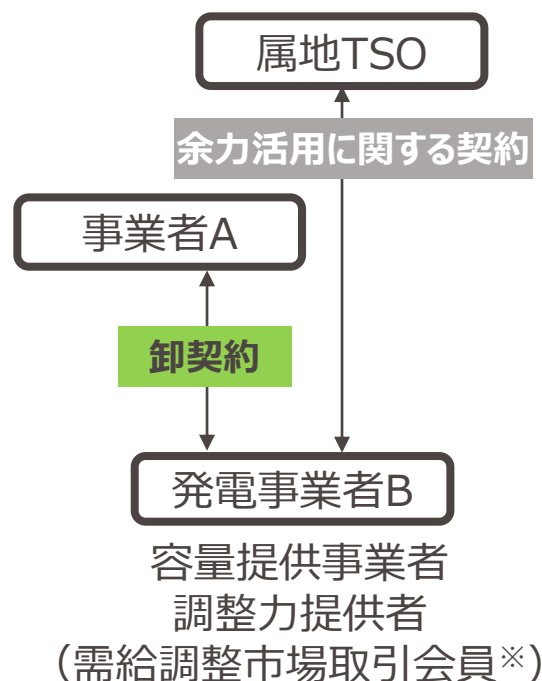 属地TSO
余力活用に関する契約
事業者A
卸契約
発電事業者B
容量提供事業者
調整力提供者
（需給調整市場取引会員※）